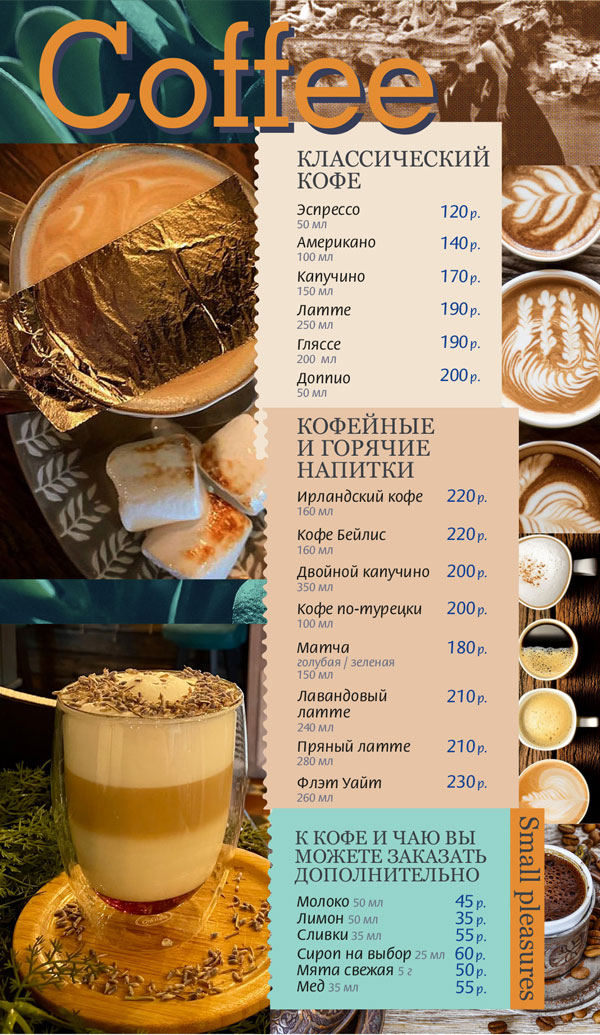 Coffee
КЛАССИЧЕСКИЙ
КОФЕ
Эспрессо 120 р.
50 мл
Американо 140 р.
100 мл
Капучино 170 р.
150 мл
Латте 190 р.
250 мл
Гляссе 190 р.
200 мл
Доппио 200 р.
50 мл
КОФЕЙНЫЕ
И ГОРЯЧИЕ
НАПИТКИ
Ирландский кофе 220 р.
160 мл
Кофе Бейлис 220 р.
160 мл
Двойной капучино 200 р.
350 мл
Кофе по-турецки 200 р.
100 мл
Матча 180 р.
голубая / зеленая
150 мл
Лавандовый 210 р.
латте
240 мл
Пряный латте 210 р.
280 мл
Флэт Уайт 230 р.
260 мл
К КОФЕ И ЧАЮ ВЫ
МОЖЕТЕ ЗАКАЗАТЬ
ДОПОЛНИТЕЛЬНО
Молоко 50 мл 45 р.
Лимон 50 мл 35 р.
Сливки 35 мл 55 р.
Сироп на выбор 25 мл 60 р.
Мята свежая 5 г 50 р.
Мед 35 мл 55 р.
Small pleasures